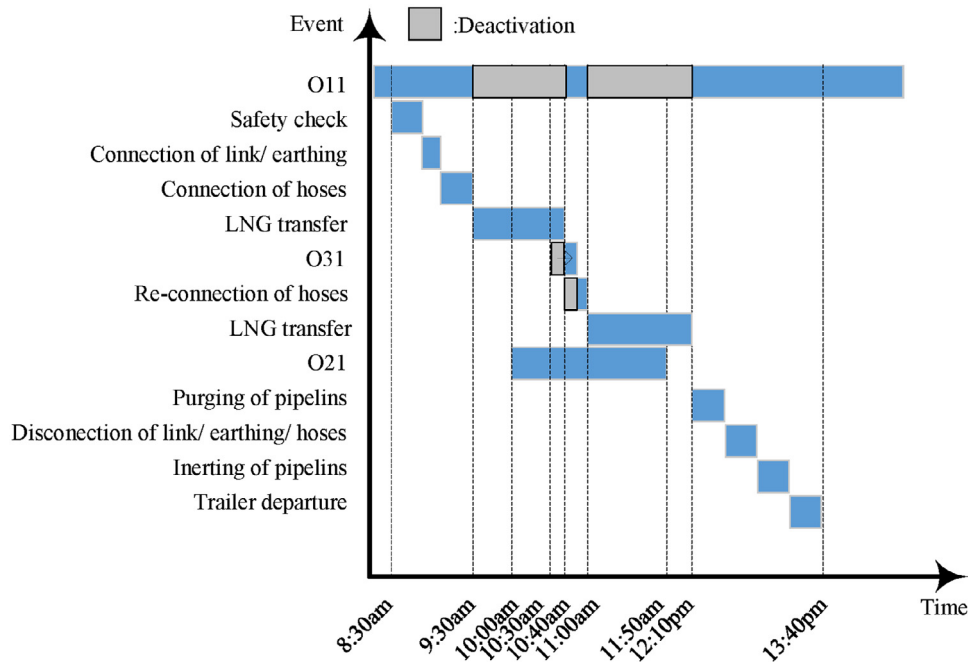 Event
:Deactivation
O11
Safety check
Connection of link/ earthing
Connection of hoses
LNG transfer
O31
Re-connection of hoses
LNG transfer
O21
Purging of pipelins
Disconection of link/ earthing/ hoses
Inerting of pipelins
Trailer departure
Time
8:30am
9:30am
10:00am
10:30am
10:40am
11:00am
11:50am
12:10pm
13:40pm